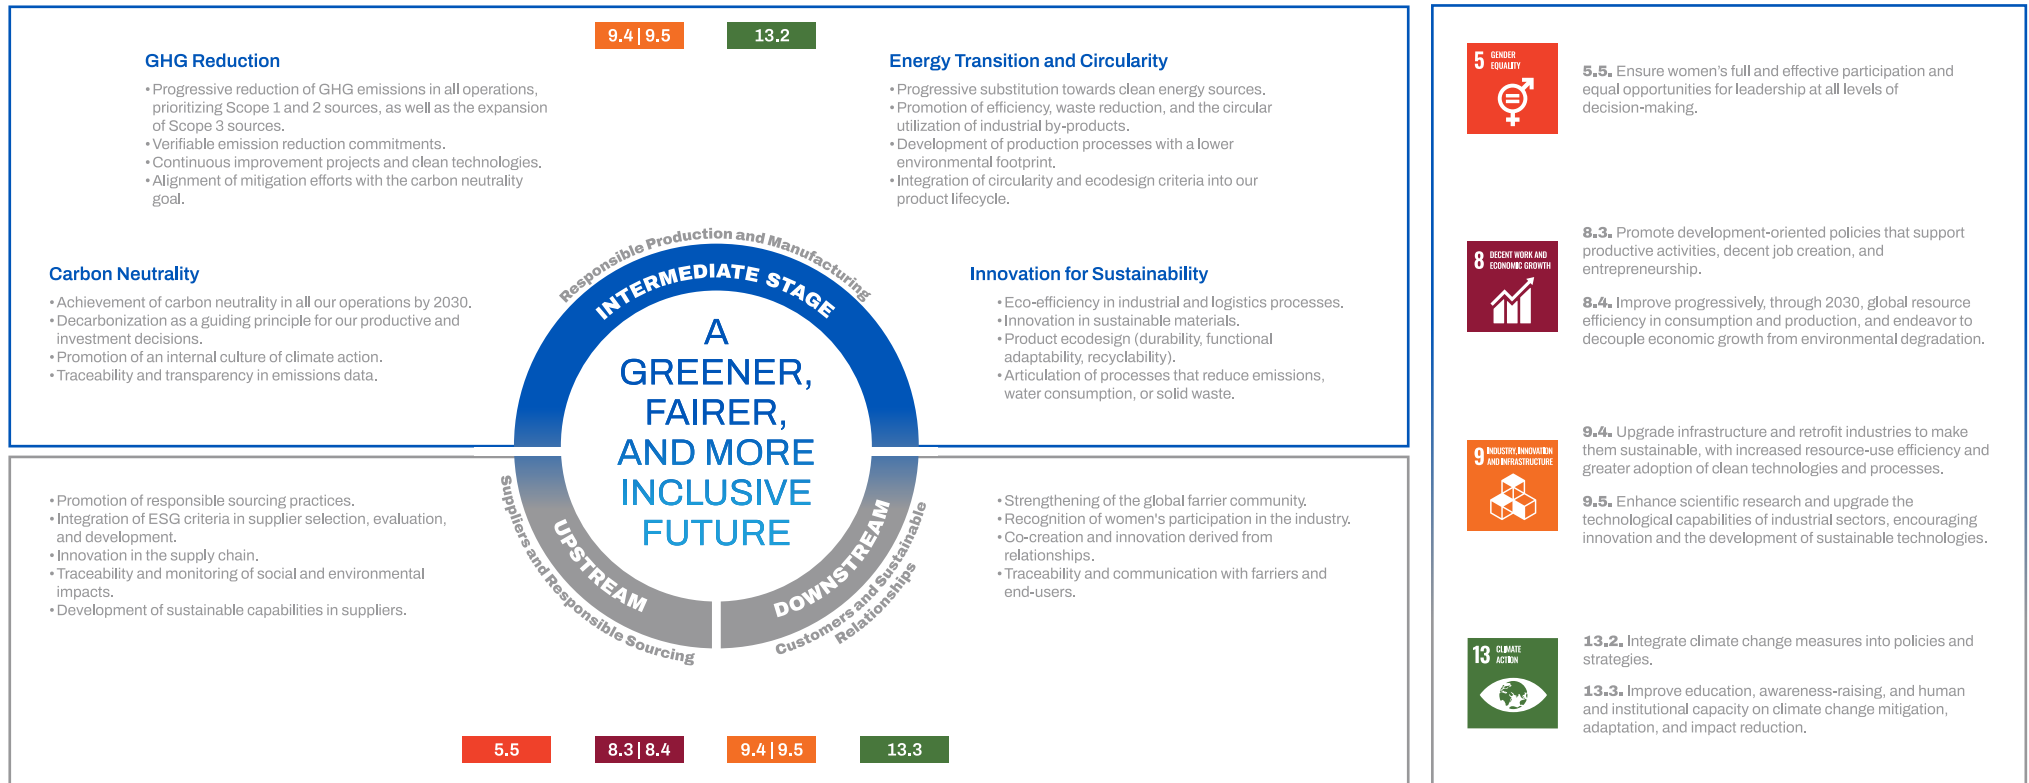 9.4 | 9.5
13.2
GHG Reduction
• Progressive reduction of GHG emissions in all operations,
prioritizing Scope 1 and 2 sources, as well as the expansion
of Scope 3 sources.
• Verifiable emission reduction commitments.
• Continuous improvement projects and clean technologies.
• Alignment of mitigation efforts with the carbon neutrality
goal.
Energy Transition and Circularity
• Progressive substitution towards clean energy sources.
• Promotion of efficiency, waste reduction, and the circular
utilization of industrial by-products.
• Development of production processes with a lower
environmental footprint.
• Integration of circularity and ecodesign criteria into our
product lifecycle.
Carbon Neutrality
• Achievement of carbon neutrality in all our operations by 2030.
• Decarbonization as a guiding principle for our productive and
investment decisions.
• Promotion of an internal culture of climate action.
• Traceability and transparency in emissions data.
Responsible Production and Manufacturing
INTERMEDIATE STAGE
Innovation for Sustainability
• Eco-efficiency in industrial and logistics processes.
• Innovation in sustainable materials.
• Product ecodesign (durability, functional
adaptability, recyclability).
• Articulation of processes that reduce emissions,
water consumption, or solid waste.
A
GREENER,
FAIRER,
AND MORE
INCLUSIVE
FUTURE
• Promotion of responsible sourcing practices.
• Integration of ESG criteria in supplier selection, evaluation,
and development.
• Innovation in the supply chain.
• Traceability and monitoring of social and environmental
impacts.
• Development of sustainable capabilities in suppliers.
UPSTREAM
Suppliers and Responsible Sourcing
DOWNSTREAM
Customers and Sustainable
Relationships
• Strengthening of the global farrier community.
• Recognition of women's participation in the industry.
• Co-creation and innovation derived from
relationships.
• Traceability and communication with farriers and
end-users.
5.5
8.3 | 8.4
9.4 | 9.5
13.3
5 GENDER
EQUALITY
5.5. Ensure women’s full and effective participation and
equal opportunities for leadership at all levels of
decision-making.
8 DECENT WORK AND
ECONOMIC GROWTH
8.3. Promote development-oriented policies that support
productive activities, decent job creation, and
entrepreneurship.
8.4. Improve progressively, through 2030, global resource
efficiency in consumption and production, and endeavor to
decouple economic growth from environmental degradation.
9 INDUSTRY, INNOVATION
AND INFRASTRUCTURE
9.4. Upgrade infrastructure and retrofit industries to make
them sustainable, with increased resource-use efficiency and
greater adoption of clean technologies and processes.
9.5. Enhance scientific research and upgrade the
technological capabilities of industrial sectors, encouraging
innovation and the development of sustainable technologies.
13 CLIMATE
ACTION
13.2. Integrate climate change measures into policies and
strategies.
13.3. Improve education, awareness-raising, and human
and institutional capacity on climate change mitigation,
adaptation, and impact reduction.